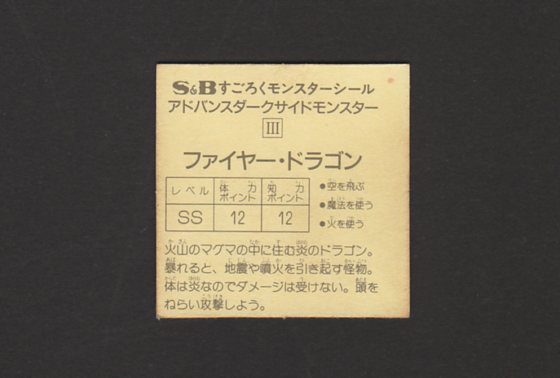 S&Bすごろくモンスターシール
アドバンスダークサイドモンスター
III
ファイヤー・ドラゴン
レベル 体力ポイント 知力ポイント
SS 12 12
●空を飛ぶ
●魔法を使う
●火を使う
火山のマグマの中に住む炎のドラゴン。
暴れると、地震や噴火を引き起す怪物。
体は炎なのでダメージは受けない。頭を
ねらい攻撃しよう。